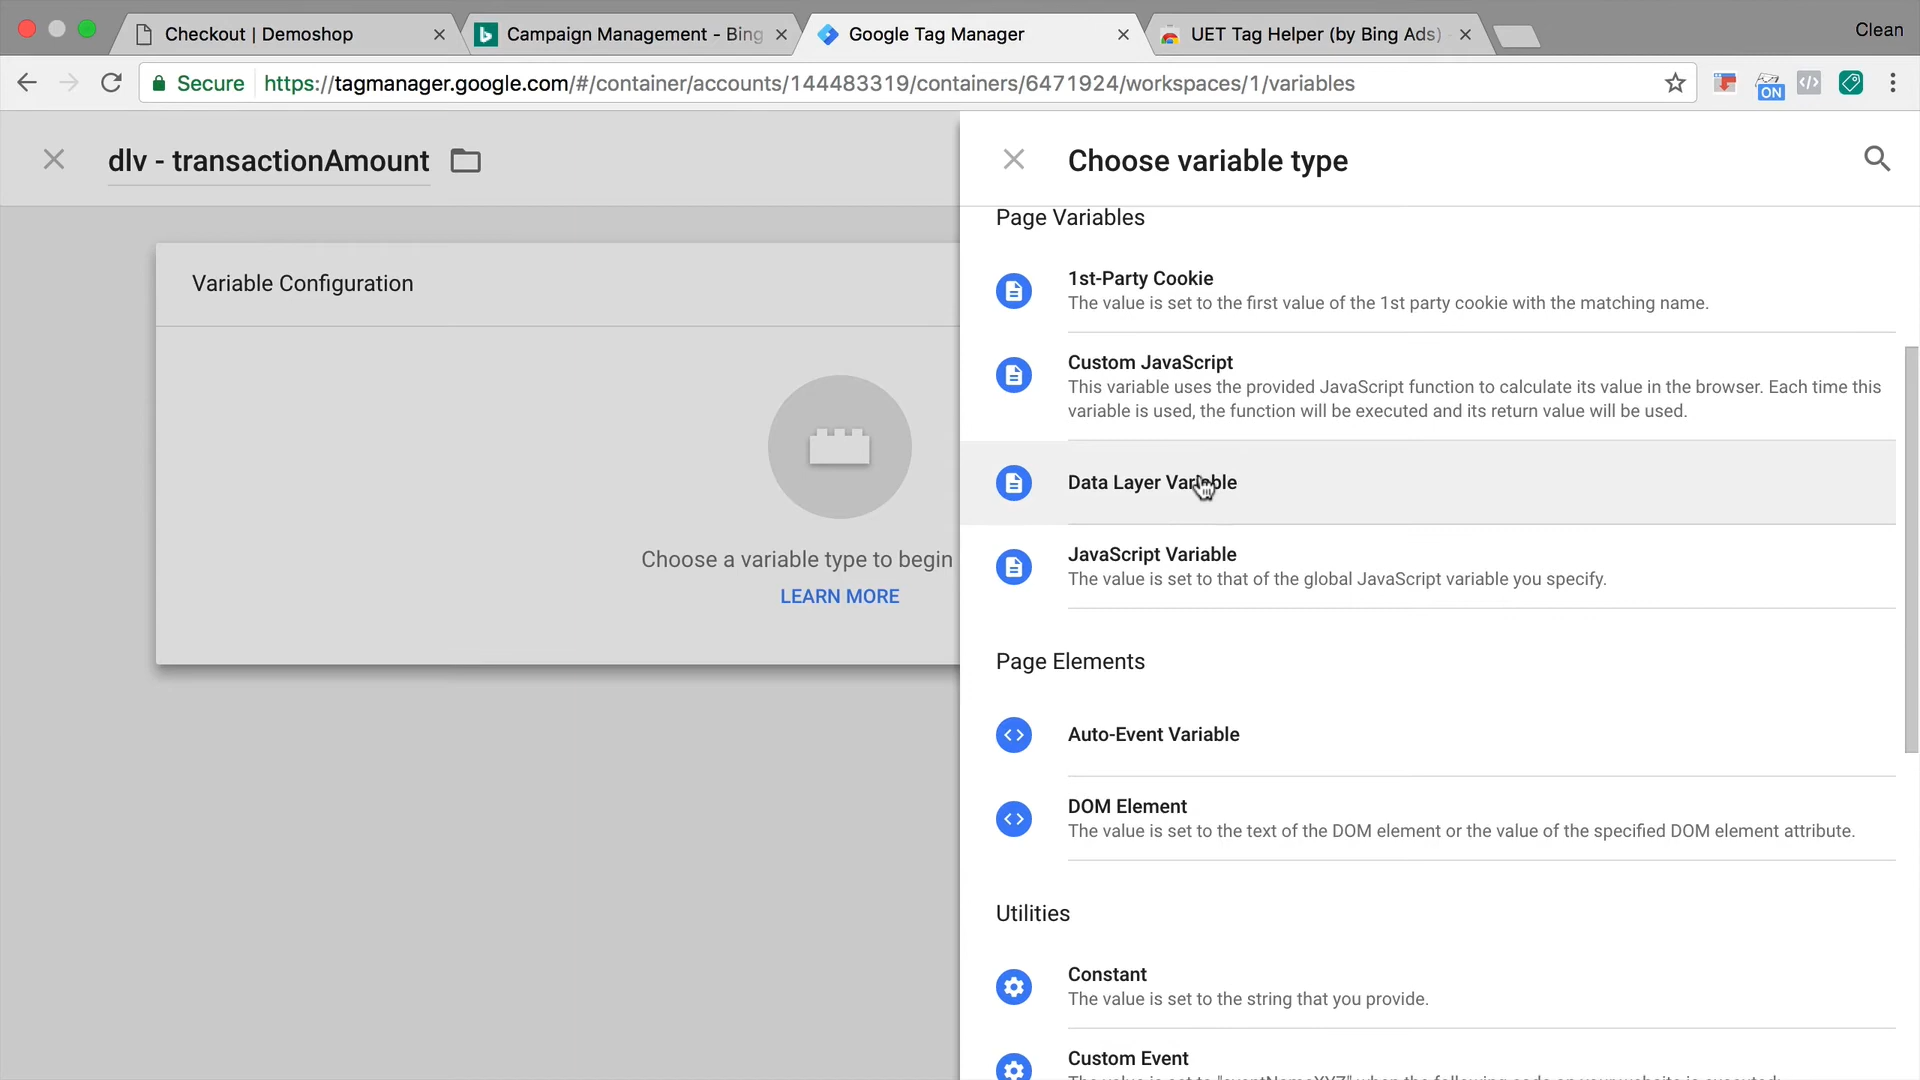 Checkout | Demoshop
Campaign Management - Bing
Google Tag Manager
UET Tag Helper (by Bing Ads)
Clean
Secure
https://tagmanager.google.com/#/container/accounts/144483319/containers/6471924/workspaces/1/variables
ON
dlv - transactionAmount
Choose variable type
Variable Configuration
Choose a variable type to begin
LEARN MORE
Page Variables
1st-Party Cookie
The value is set to the first value of the 1st party cookie with the matching name.
Custom JavaScript
This variable uses the provided JavaScript function to calculate its value in the browser. Each time this
variable is used, the function will be executed and its return value will be used.
Data Layer Variable
JavaScript Variable
The value is set to that of the global JavaScript variable you specify.
Page Elements
Auto-Event Variable
DOM Element
The value is set to the text of the DOM element or the value of the specified DOM element attribute.
Utilities
Constant
The value is set to the string that you provide.
Custom Event